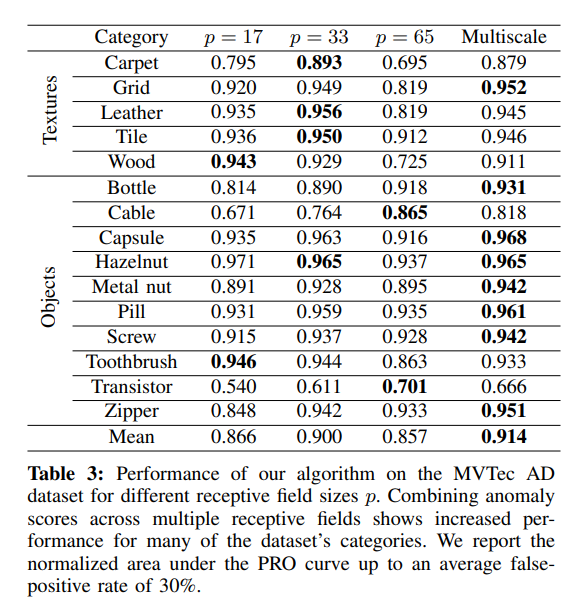 Category p = 17 p = 33 p = 65 Multiscale
Textures
Carpet 0.795 0.893 0.695 0.879
Grid 0.920 0.949 0.819 0.952
Leather 0.935 0.956 0.819 0.945
Tile 0.936 0.950 0.912 0.946
Wood 0.943 0.929 0.725 0.911
Objects
Bottle 0.814 0.890 0.918 0.931
Cable 0.671 0.764 0.865 0.818
Capsule 0.935 0.963 0.916 0.968
Hazelnut 0.971 0.965 0.937 0.965
Metal nut 0.891 0.928 0.895 0.942
Pill 0.931 0.959 0.935 0.961
Screw 0.915 0.937 0.928 0.942
Toothbrush 0.946 0.944 0.863 0.933
Transistor 0.540 0.611 0.701 0.666
Zipper 0.848 0.942 0.933 0.951
Mean 0.866 0.900 0.857 0.914
Table 3: Performance of our algorithm on the MVTec AD
dataset for different receptive field sizes p. Combining anomaly
scores across multiple receptive fields shows increased per-
formance for many of the dataset's categories. We report the
normalized area under the PRO curve up to an average false-
positive rate of 30%.